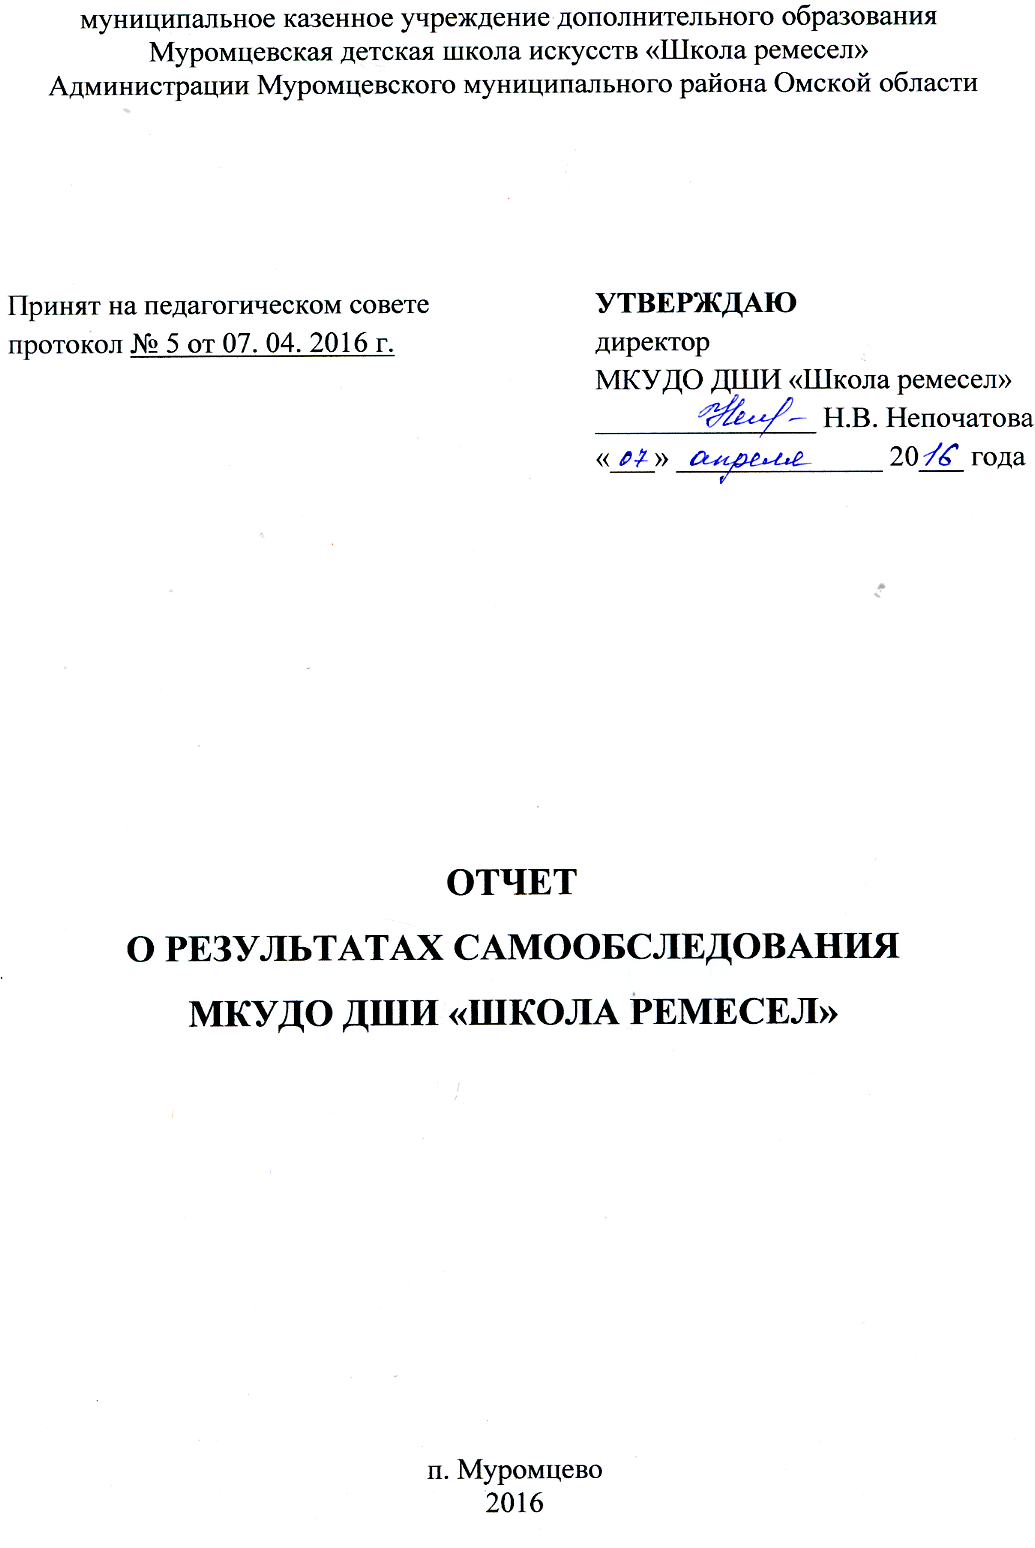 муниципальное казенное учреждение дополнительного образования
Муромцевская детская школа искусств «Школа ремесел»
Администрации Муромцевского муниципального района Омской области
Принят на педагогическом совете
протокол № 5 от 07. 04. 2016 г.
УТВЕРЖДАЮ
директор
МКУДО ДШИ «Школа ремесел»
Н.В. Непочатова
«07» апреля 2016 года
ОТЧЕТ
О РЕЗУЛЬТАТАХ САМООБСЛЕДОВАНИЯ
МКУДО ДШИ «ШКОЛА РЕМЕСЕЛ»
п. Муромцево
2016